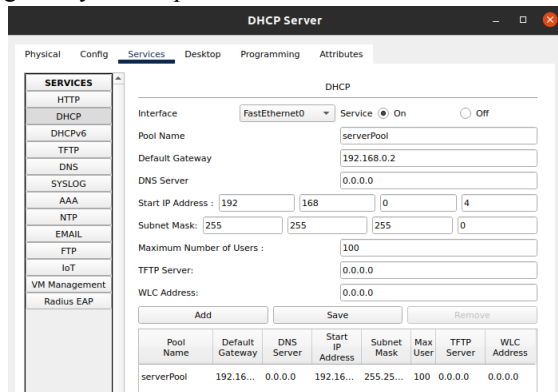 DHCP Server
Physical Config Services Desktop Programming Attributes
SERVICES
HTTP
DHCP
DHCPv6
TFTP
DNS
SYSLOG
AAA
NTP
EMAIL
FTP
IoT
VM Management
Radius EAP
DHCP
Interface FastEthernet0 Service On Off
Pool Name serverPool
Default Gateway 192.168.0.2
DNS Server 0.0.0.0
Start IP Address : 192 168 0 4
Subnet Mask: 255 255 255 0
Maximum Number of Users : 100
TFTP Server: 0.0.0.0
WLC Address: 0.0.0.0
Add Save Remove
Pool Name Default Gateway DNS Server Start IP Address Subnet Mask Max User TFTP Server WLC Address
serverPool 192.16... 0.0.0.0 192.16... 255.25... 100 0.0.0.0 0.0.0.0